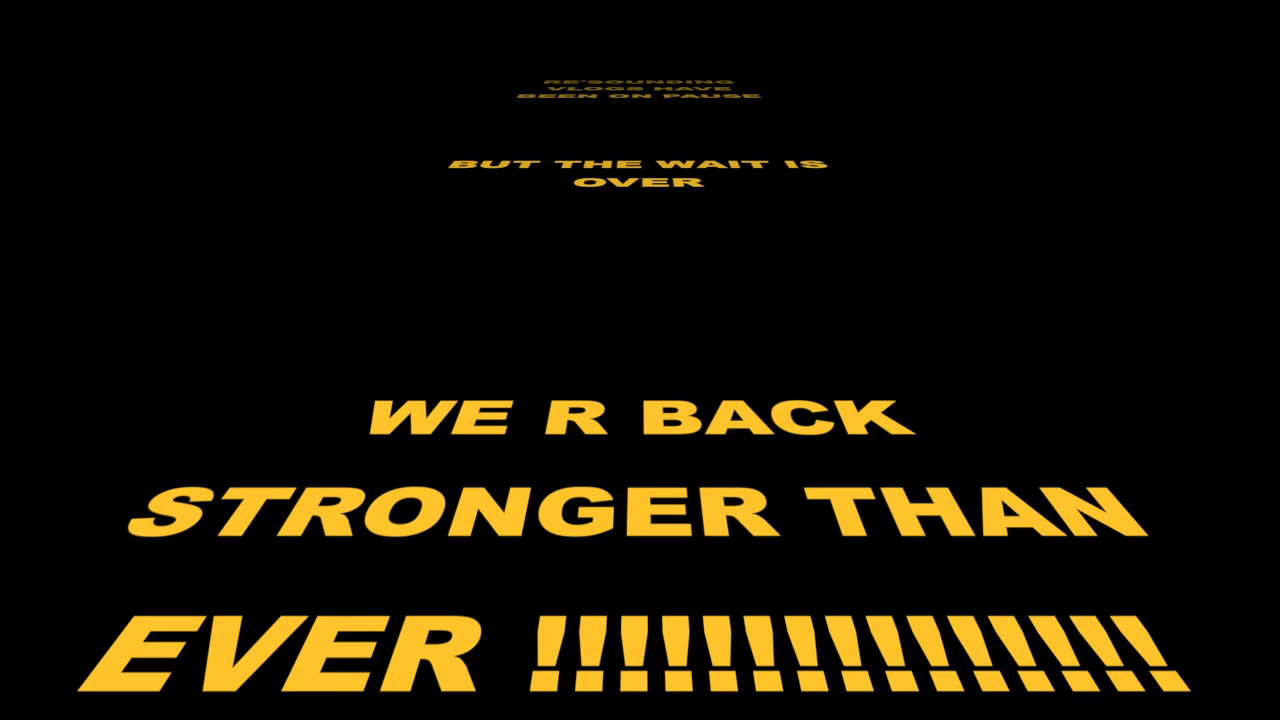 RE'SOUNDING
VLOGS HAVE
BEEN ON PAUSE
BUT THE WAIT IS
OVER
WE R BACK
STRONGER THAN
EVER !!!!!!!!!!!!!!!